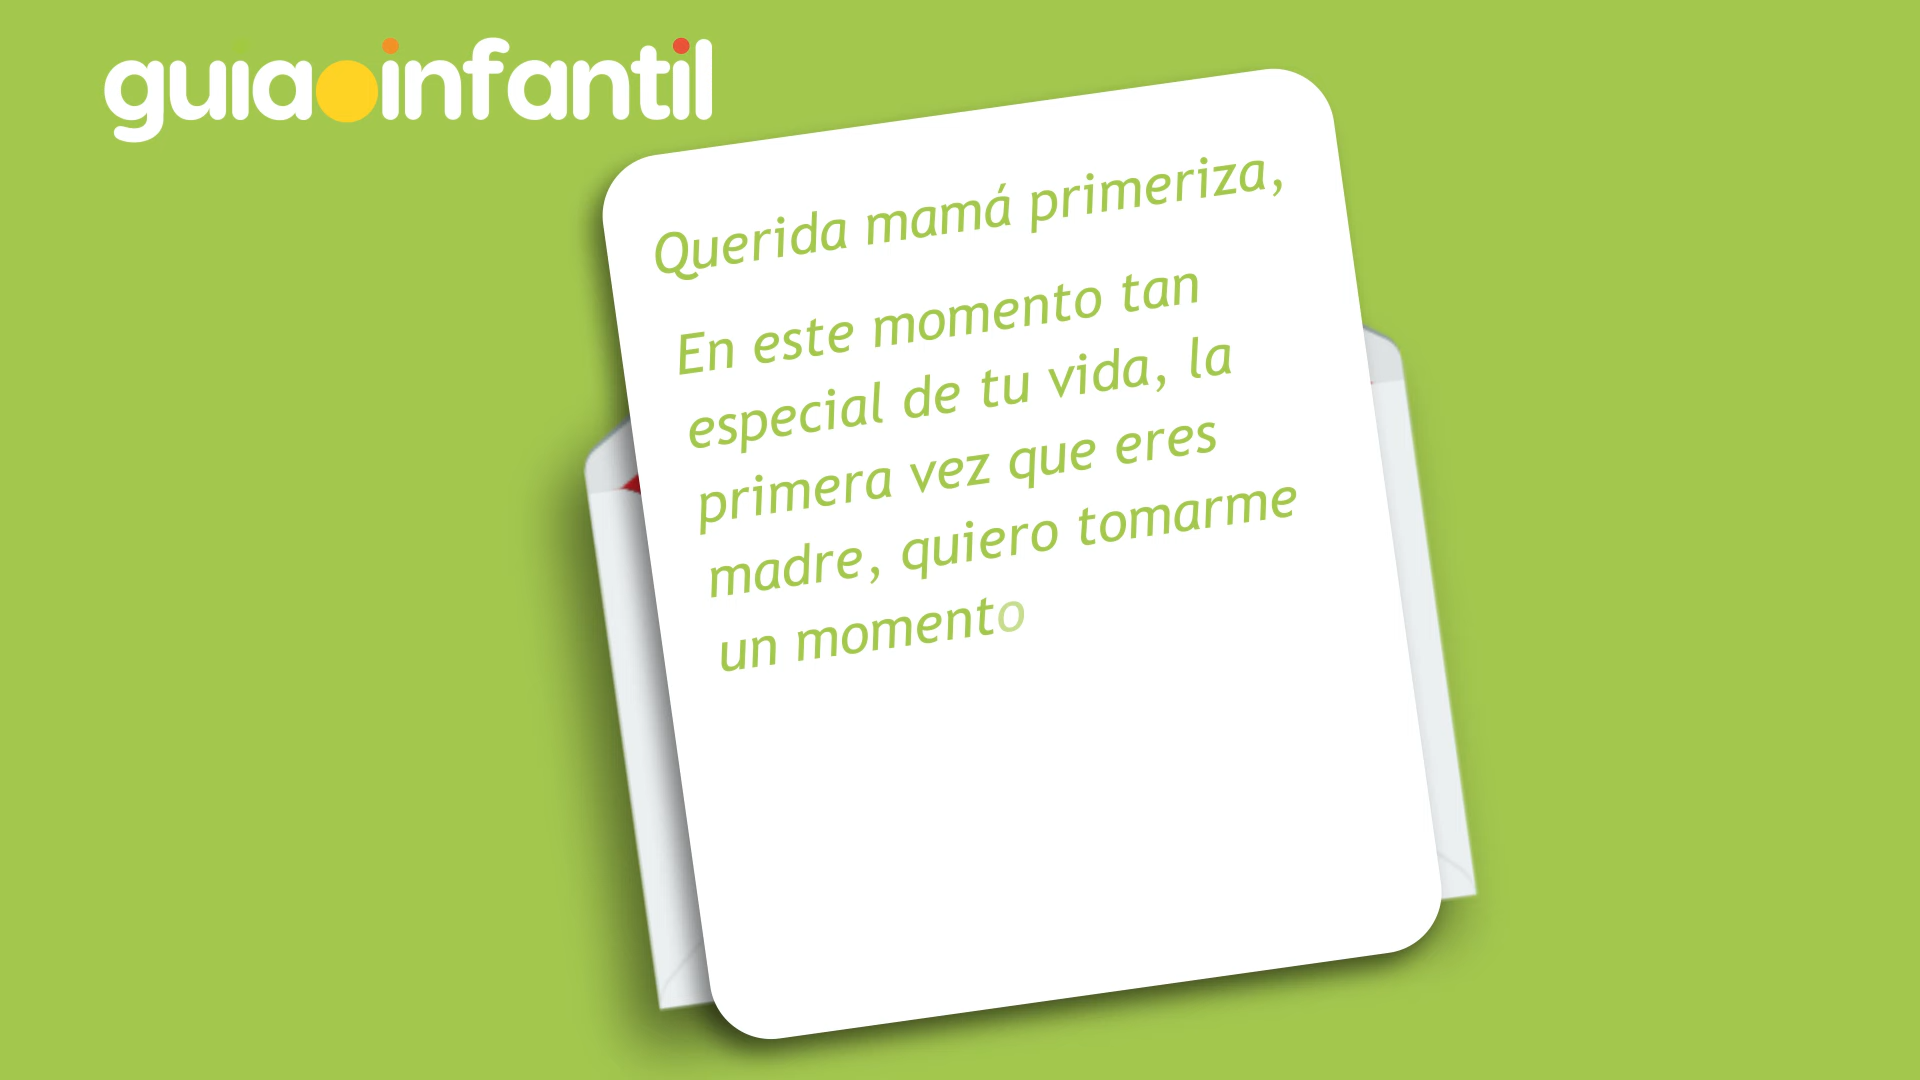 guiainfantil
Querida mamá primeriza,
En este momento tan
especial de tu vida, la
primera vez que eres
madre, quiero tomarme
un momento